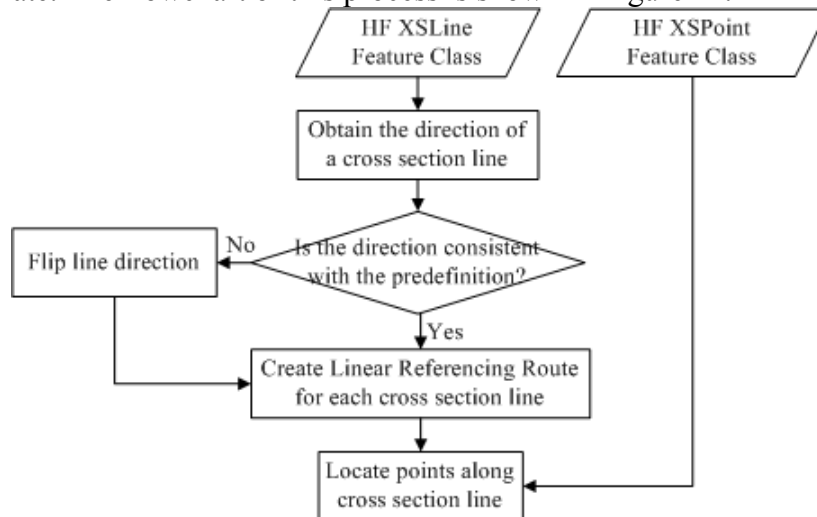 HF XSLine
Feature Class
HF XSPoint
Feature Class
Obtain the direction of
a cross section line
Is the direction consistent
with the predefinition?
No
Flip line direction
Yes
Create Linear Referencing Route
for each cross section line
Locate points along
cross section line